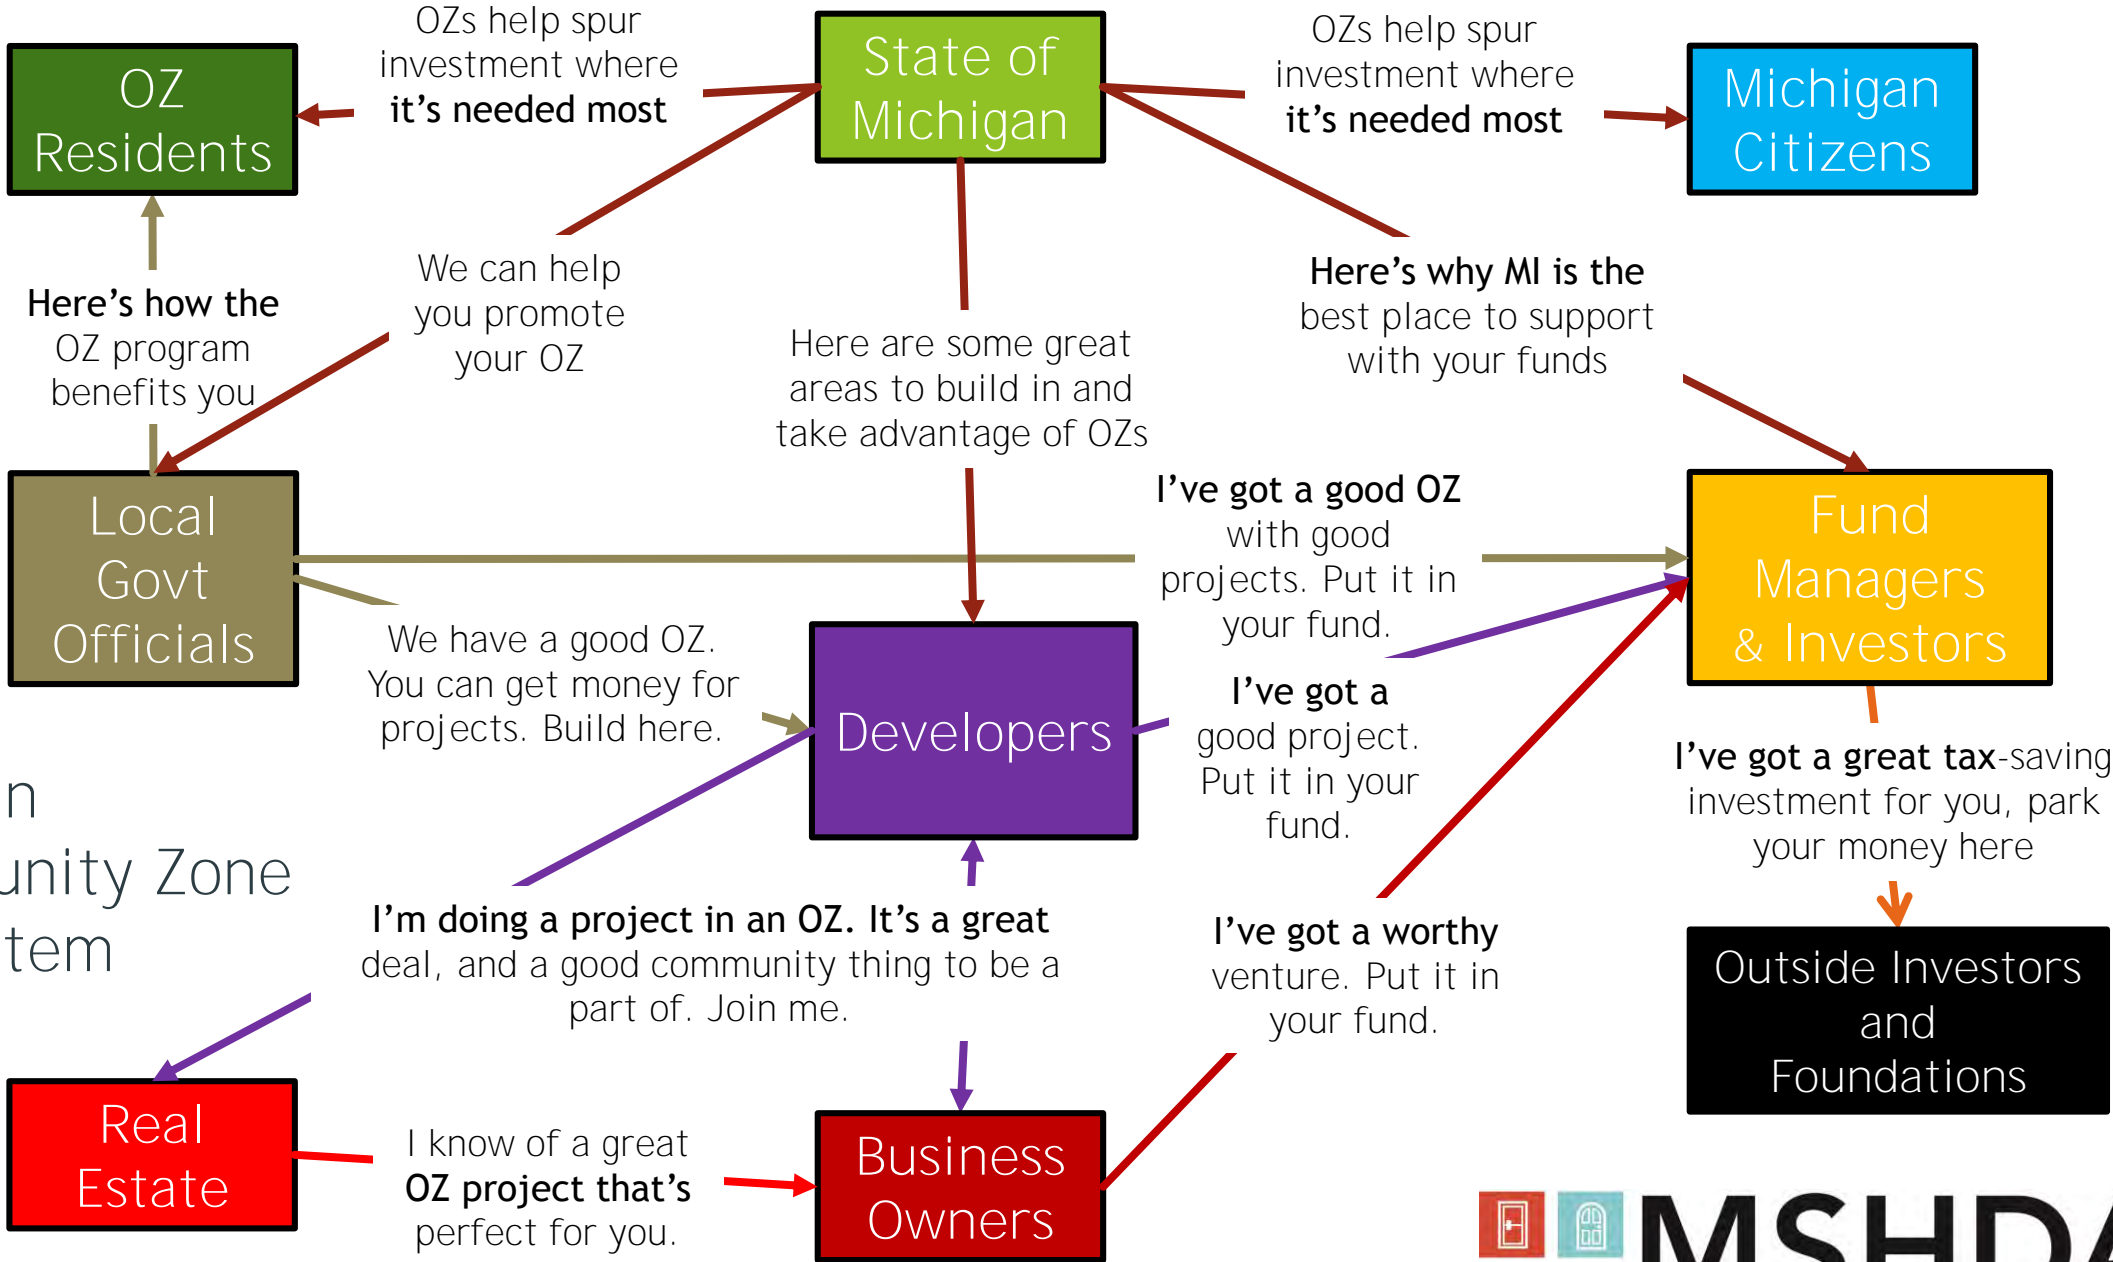 OZs help spur
investment where
it's needed most
State of
Michigan
OZs help spur
investment where
it's needed most
OZ
Residents
Michigan
Citizens
Here's how the
OZ program
benefits you
We can help
you promote
your OZ
Here are some great
areas to build in and
take advantage of OZs
Here's why MI is the
best place to support
with your funds
Local
Govt
Officials
I've got a good OZ
with good
projects. Put it in
your fund.
Fund
Managers
& Investors
We have a good OZ.
You can get money for
projects. Build here.
Developers
I've got a
good project.
Put it in your
fund.
I've got a great tax-saving
investment for you, park
your money here
n
unity Zone
tem
I'm doing a project in an OZ. It's a great
deal, and a good community thing to be a
part of. Join me.
I've got a worthy
venture. Put it in
your fund.
Outside Investors
and
Foundations
Real
Estate
I know of a great
OZ project that's
perfect for you.
Business
Owners
MSHDA